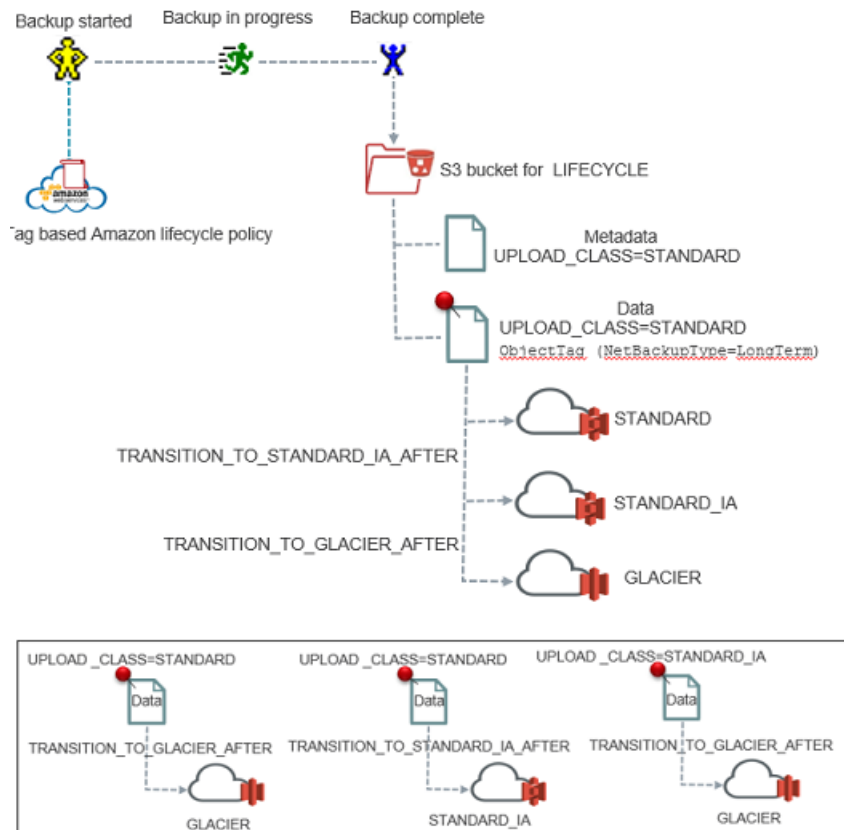 Backup started
Backup in progress
Backup complete
amazon
webservices
Tag based Amazon lifecycle policy
S3 bucket for LIFECYCLE
Metadata
UPLOAD_CLASS=STANDARD
Data
UPLOAD_CLASS=STANDARD
ObjectTag (NetBackupType=LongTerm)
STANDARD
TRANSITION_TO_STANDARD_IA_AFTER
STANDARD_IA
TRANSITION_TO_GLACIER_AFTER
GLACIER
UPLOAD _CLASS=STANDARD
Data
TRANSITION_TO_GLACIER_AFTER
GLACIER
UPLOAD _CLASS=STANDARD
Data
TRANSITION_TO_STANDARD_IA_AFTER
STANDARD_IA
UPLOAD _CLASS=STANDARD_IA
Data
TRANSITION_TO_GLACIER_AFTER
GLACIER